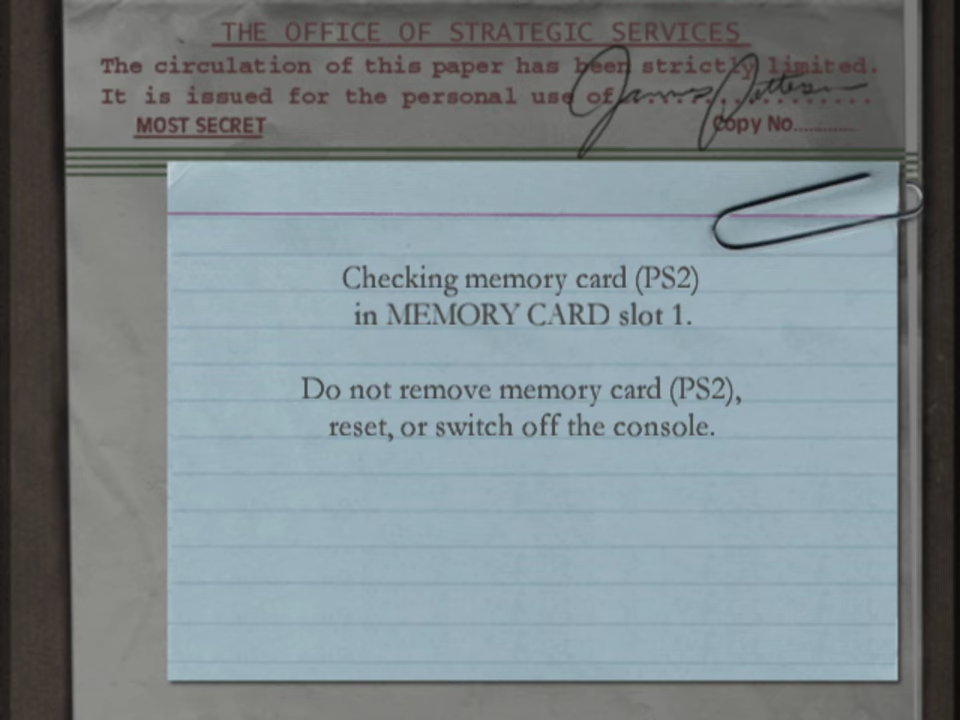 THE OFFICE OF STRATEGIC SERVICES
The circulation of this paper has been strictly limited.
It is issued for the personal use of..................
James Patterson
MOST SECRET
Copy No.............
Checking memory card (PS2)
in MEMORY CARD slot 1.
Do not remove memory card (PS2),
reset, or switch off the console.